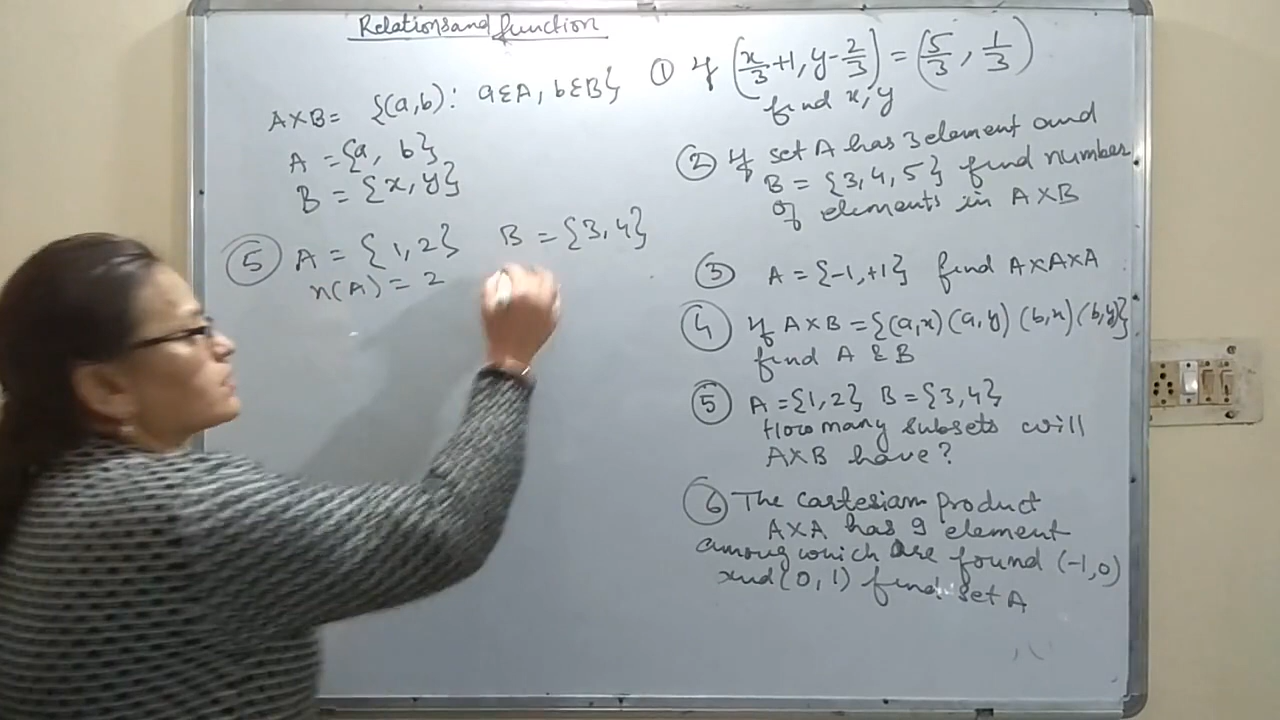 Relations and function
A×B = {(a,b): a∈A, b∈B}
A = {a, b}
B = {x, y}
⑤ A = {1,2} B = {3,4}
n(A) = 2
① If (x/3+1, y-2/3) = (5/3, 1/3)
find x, y
② If set A has 3 element and
B = {3,4,5} find number
of elements in A×B
③ A = {-1,+1} find A×A×A
④ If A×B = {(a,x)(a,y)(b,x)(b,y)}
find A & B
⑤ A={1,2} B={3,4}
How many subsets will
A×B have?
⑥ The cartesian product
A×A has 9 element
among which are found (-1,0)
and (0,1) find set A